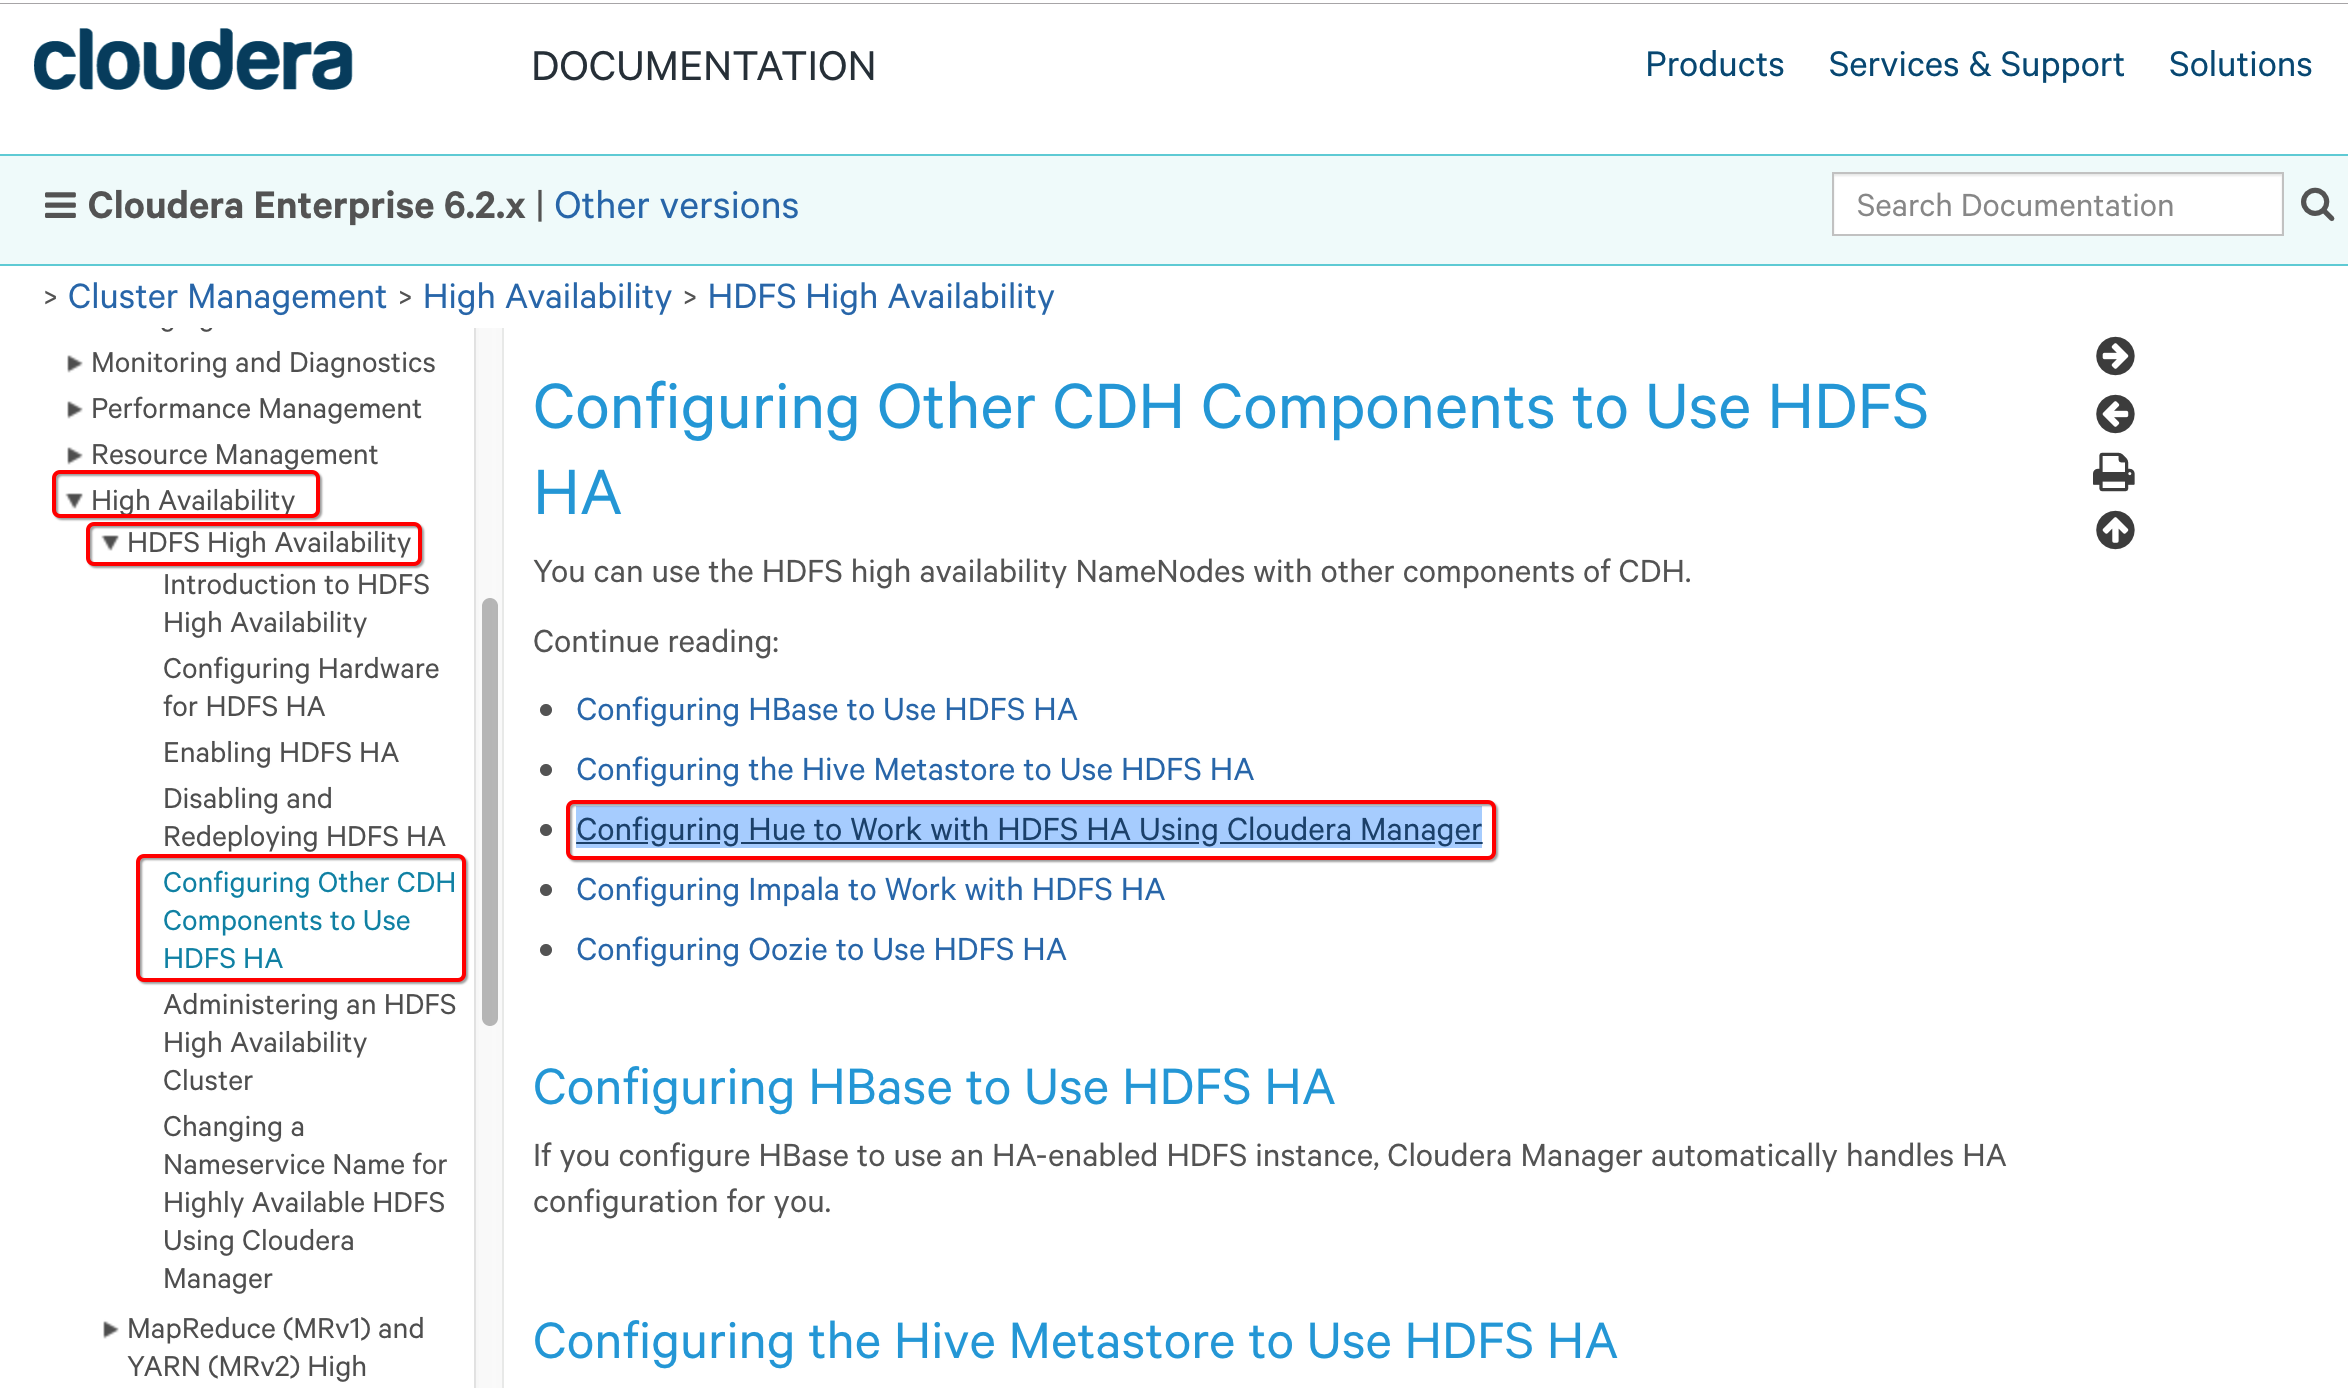 cloudera
DOCUMENTATION
Products Services & Support Solutions
Cloudera Enterprise 6.2.x | Other versions
Search Documentation
> Cluster Management > High Availability > HDFS High Availability
Monitoring and Diagnostics
Performance Management
Resource Management
High Availability
HDFS High Availability
Introduction to HDFS
High Availability
Configuring Hardware
for HDFS HA
Enabling HDFS HA
Disabling and
Redeploying HDFS HA
Configuring Other CDH
Components to Use
HDFS HA
Administering an HDFS
High Availability
Cluster
Changing a
Nameservice Name for
Highly Available HDFS
Using Cloudera
Manager
MapReduce (MRv1) and
YARN (MRv2) High
Configuring Other CDH Components to Use HDFS
HA
You can use the HDFS high availability NameNodes with other components of CDH.
Continue reading:
• Configuring HBase to Use HDFS HA
• Configuring the Hive Metastore to Use HDFS HA
• Configuring Hue to Work with HDFS HA Using Cloudera Manager
• Configuring Impala to Work with HDFS HA
• Configuring Oozie to Use HDFS HA
Configuring HBase to Use HDFS HA
If you configure HBase to use an HA-enabled HDFS instance, Cloudera Manager automatically handles HA
configuration for you.
Configuring the Hive Metastore to Use HDFS HA